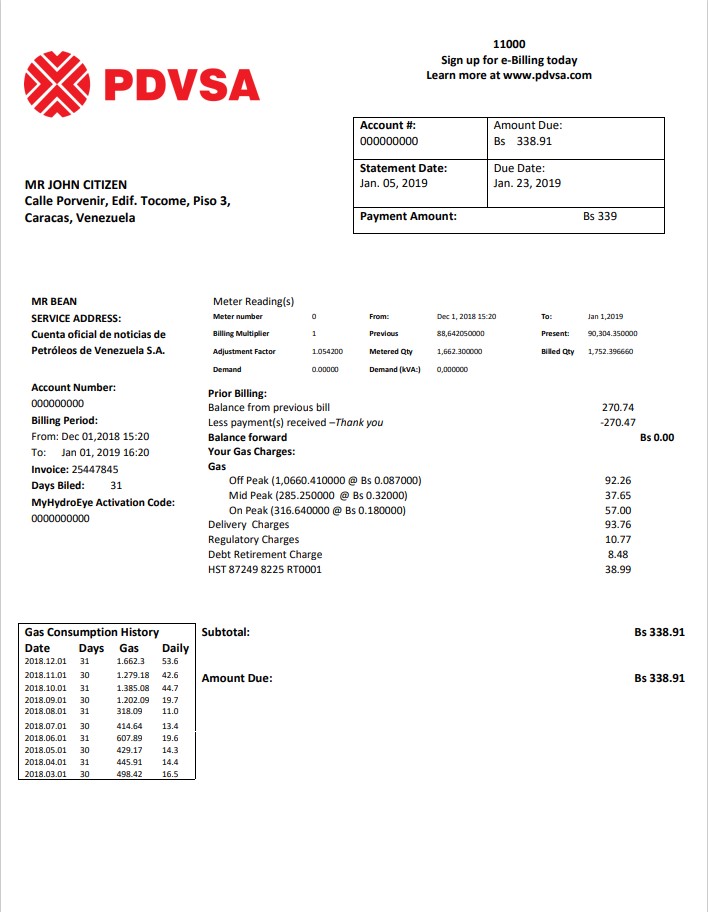 11000
Sign up for e-Billing today
Learn more at www.pdvsa.com
PDVSA
Account #: Amount Due:
000000000 Bs 338.91
Statement Date: Due Date:
Jan. 05, 2019 Jan. 23, 2019
Payment Amount: Bs 339
MR JOHN CITIZEN
Calle Porvenir, Edif. Tocome, Piso 3,
Caracas, Venezuela
MR BEAN
SERVICE ADDRESS:
Cuenta oficial de noticias de
Petróleos de Venezuela S.A.
Account Number:
000000000
Billing Period:
From: Dec 01,2018 15:20
To: Jan 01, 2019 16:20
Invoice: 25447845
Days Biled: 31
MyHydroEye Activation Code:
0000000000
Meter Reading(s)
Meter number 0 From: Dec 1, 2018 15:20 To: Jan 1,2019
Billing Multiplier 1 Previous 88,642050000 Present: 90,304.350000
Adjustment Factor 1.054200 Metered Qty 1,662.300000 Billed Qty 1,752.396660
Demand 0.00000 Demand (kVA:) 0,000000
Prior Billing:
Balance from previous bill 270.74
Less payment(s) received –Thank you -270.47
Balance forward Bs 0.00
Your Gas Charges:
Gas
Off Peak (1,0660.410000 @ Bs 0.087000) 92.26
Mid Peak (285.250000 @ Bs 0.32000) 37.65
On Peak (316.640000 @ Bs 0.180000) 57.00
Delivery Charges 93.76
Regulatory Charges 10.77
Debt Retirement Charge 8.48
HST 87249 8225 RT0001 38.99
Gas Consumption History
Date Days Gas Daily
2018.12.01 31 1.662.3 53.6
2018.11.01 30 1.279.18 42.6
2018.10.01 31 1.385.08 44.7
2018.09.01 30 1.202.09 19.7
2018.08.01 31 318.09 11.0
2018.07.01 30 414.64 13.4
2018.06.01 31 607.89 19.6
2018.05.01 30 429.17 14.3
2018.04.01 31 445.91 14.4
2018.03.01 30 498.42 16.5
Subtotal: Bs 338.91
Amount Due: Bs 338.91